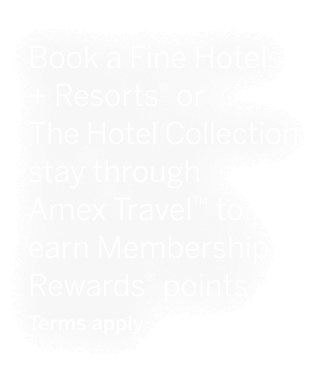 Book a Fine Hotels
+ Resorts® or
The Hotel Collection
stay through
Amex Travel™ to
earn Membership
Rewards® points.
Terms apply.